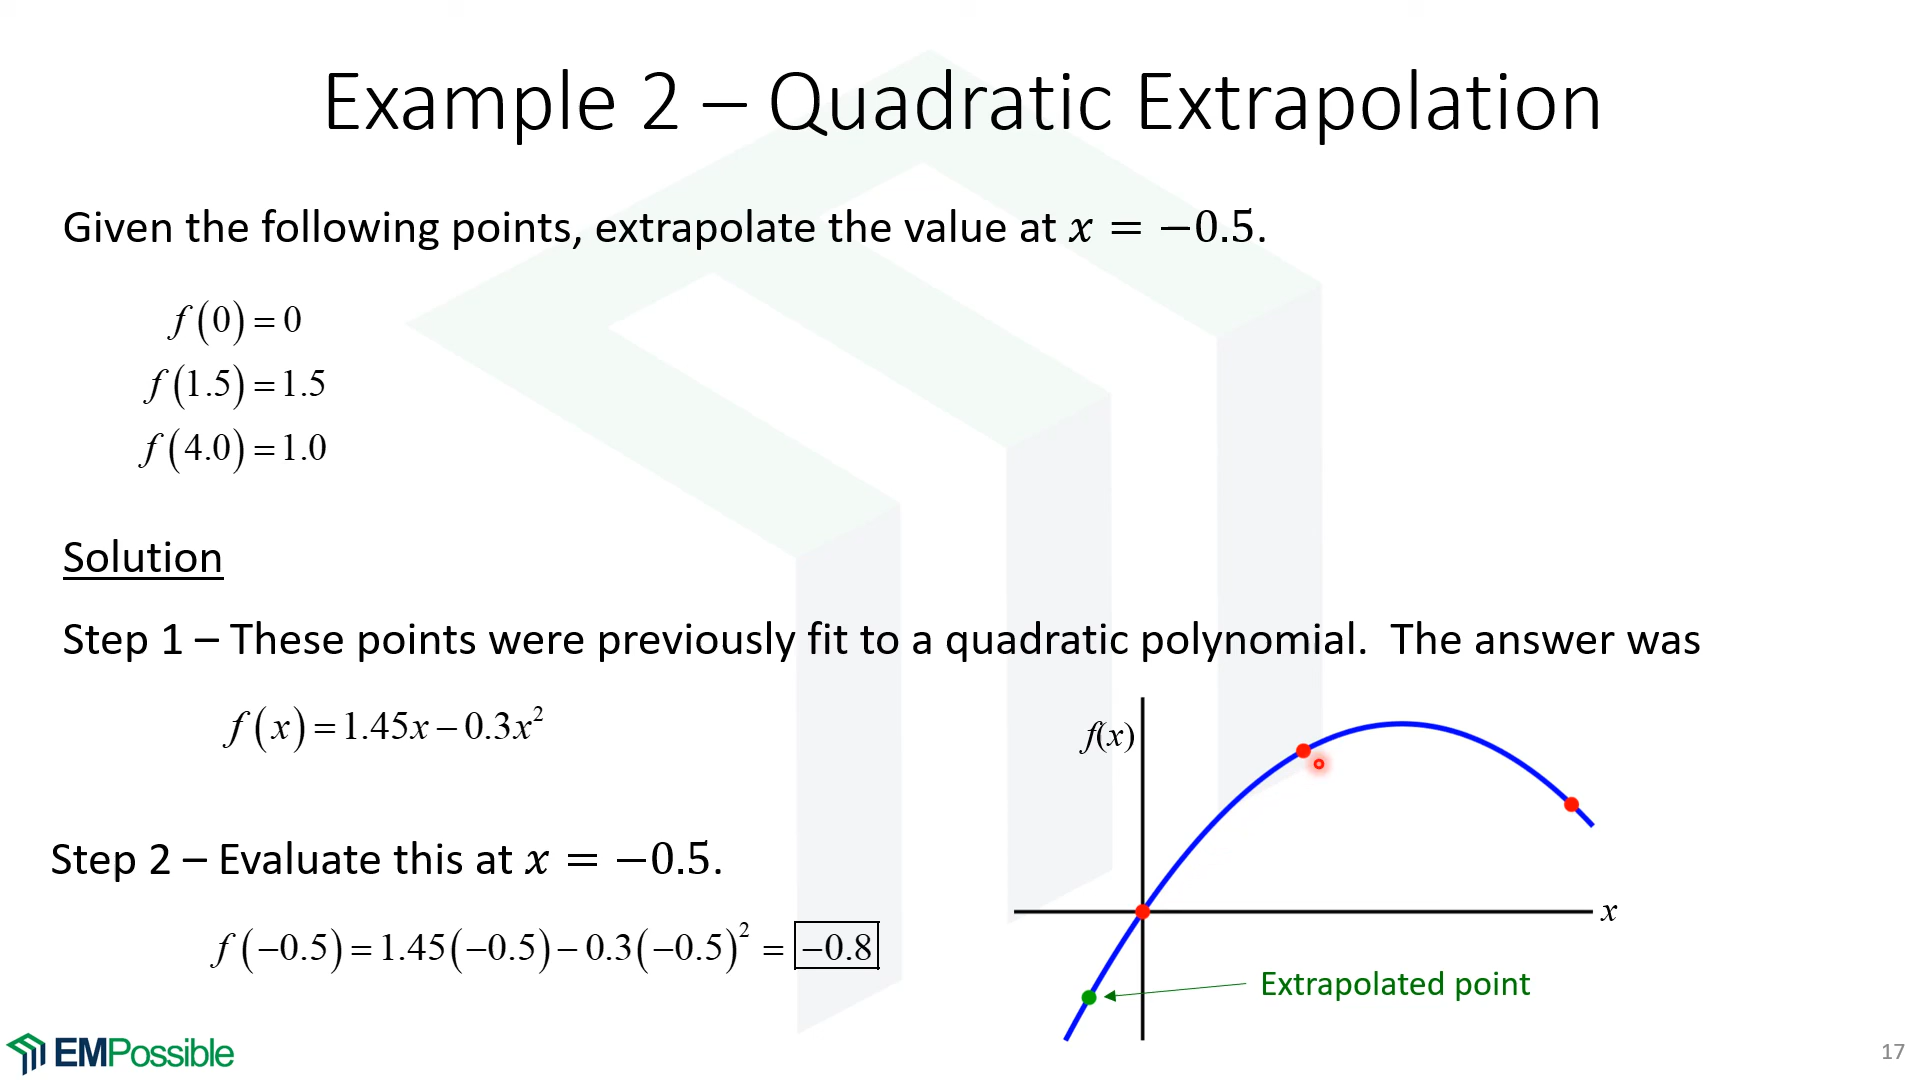 Example 2 – Quadratic Extrapolation
Given the following points, extrapolate the value at x = −0.5.
f(0) = 0
f(1.5) = 1.5
f(4.0) = 1.0
Solution
Step 1 – These points were previously fit to a quadratic polynomial. The answer was
f(x) = 1.45x − 0.3x²
f(x)
x
Step 2 – Evaluate this at x = −0.5.
f(−0.5) = 1.45(−0.5) − 0.3(−0.5)² = −0.8
Extrapolated point
EMPossible
17